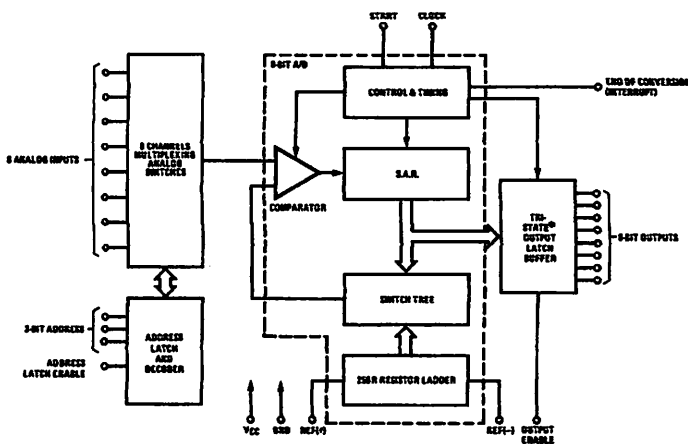 START
CLOCK
8-BIT A/D
END OF CONVERSION
(INTERRUPT)
CONTROL & TIMING
8 ANALOG INPUTS
8 CHANNELS
MULTIPLEXING
ANALOG
SWITCHES
S.A.R.
COMPARATOR
TRI-
STATE®
OUTPUT
LATCH
BUFFER
8-BIT OUTPUTS
SWITCH TREE
3-BIT ADDRESS
ADDRESS
LATCH ENABLE
ADDRESS
LATCH
AND
DECODER
256R RESISTOR LADDER
VCC
GND
REF(+)
REF(−)
OUTPUT
ENABLE